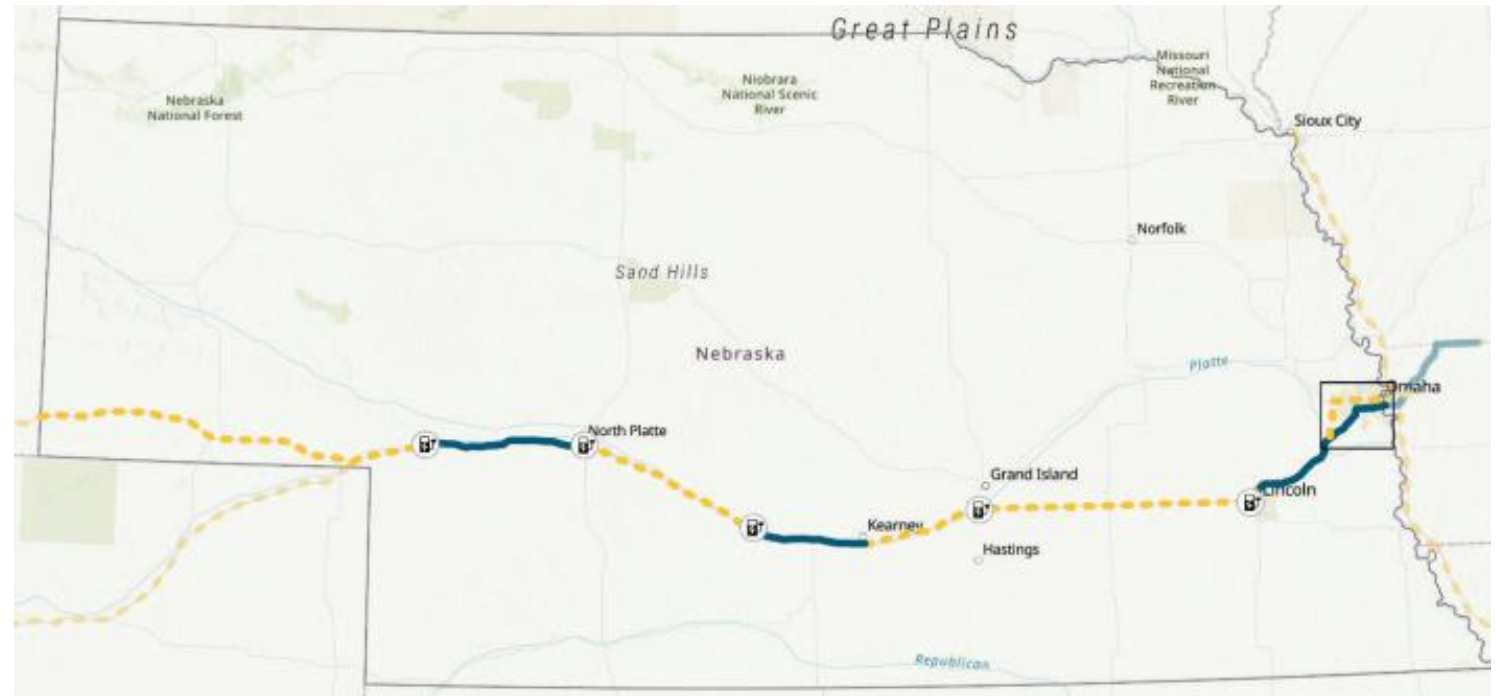 Great Plains
Missouri
National
Recreation
River
Niobrara
National Scenic
River
Nebraska
National Forest
Sioux City
Norfolk
Sand Hills
Nebraska
Platte
Omaha
North Platte
Grand Island
Lincoln
Kearney
Hastings
Republican